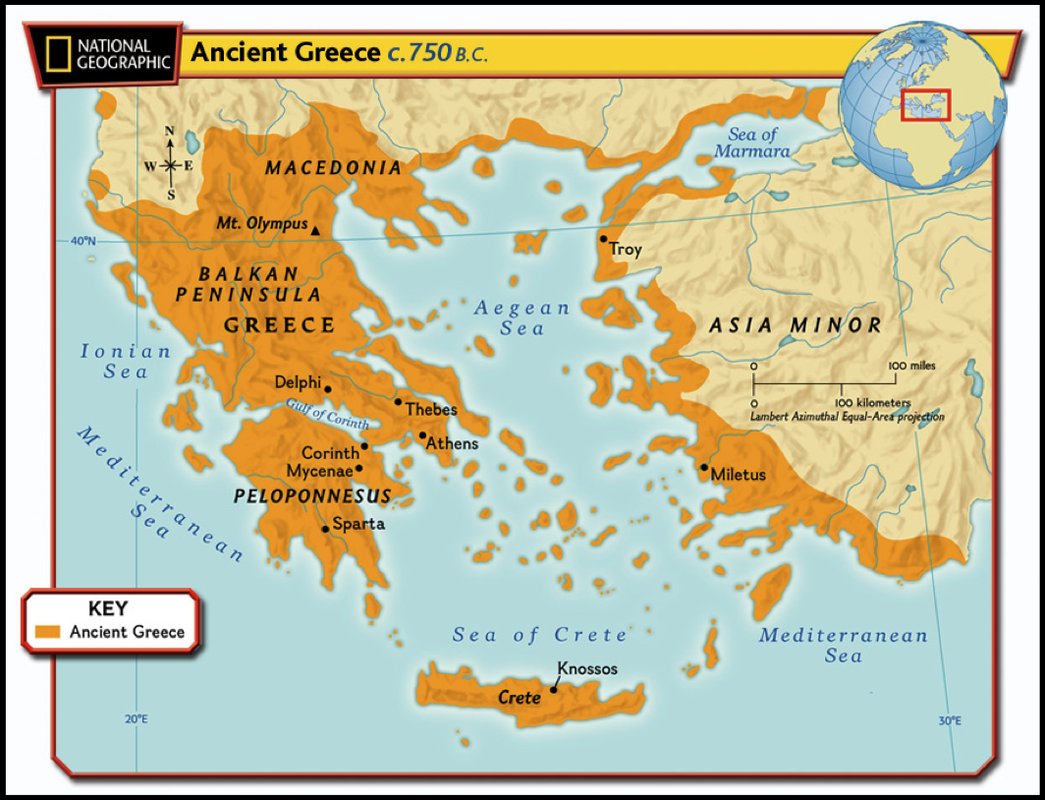 NATIONAL
GEOGRAPHIC
Ancient Greece c.750 B.C.
N
W E
S
Sea of
Marmara
MACEDONIA
Mt. Olympus
40°N
Troy
BALKAN
PENINSULA
GREECE
Aegean
Sea
ASIA MINOR
Ionian
Sea
0
100 miles
0
100 kilometers
Lambert Azimuthal Equal-Area projection
Delphi
Thebes
Gulf of Corinth
Athens
Corinth
Mycenae
Miletus
Mediterranean
Sea
PELOPONNESUS
Sparta
KEY
Ancient Greece
Sea of Crete
Mediterranean
Sea
Knossos
Crete
20°E
30°E